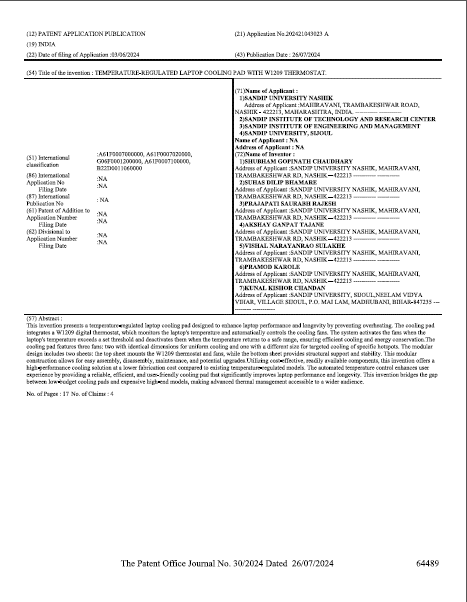 (12) PATENT APPLICATION PUBLICATION
(21) Application No.202421043023 A
(19) INDIA
(22) Date of filing of Application :03/06/2024
(43) Publication Date : 26/07/2024
(54) Title of the invention : TEMPERATURE-REGULATED LAPTOP COOLING PAD WITH W1209 THERMOSTAT.
(51) International classification
:A61F0007000000, A61F0007020000,
G06F0001200000, A61F0007100000,
B22D0011060000
(86) International Application No
:NA
Filing Date
:NA
(87) International Publication No
: NA
(61) Patent of Addition to Application Number
:NA
Filing Date
:NA
(62) Divisional to Application Number
:NA
Filing Date
:NA
(71)Name of Applicant :
1)SANDIP UNIVERSITY NASHIK
Address of Applicant :MAHIRAVANI, TRAMBAKESHWAR ROAD,
NASHIK - 422213, MAHARASHTRA, INDIA. ----------- -----------
2)SANDIP INSTITUTE OF TECHNOLOGY AND RESEARCH CENTER
3)SANDIP INSTITUTE OF ENGINEERING AND MANAGEMENT
4)SANDIP UNIVERSITY, SIJOUL
Name of Applicant : NA
Address of Applicant : NA
(72)Name of Inventor :
1)SHUBHAM GOPINATH CHAUDHARY
Address of Applicant :SANDIP UNIVERSITY NASHIK, MAHIRAVANI,
TRAMBAKESHWAR RD, NASHIK—422213 ----------- -----------
2)SUHAS DILIP BHAMARE
Address of Applicant :SANDIP UNIVERSITY NASHIK, MAHIRAVANI,
TRAMBAKESHWAR RD, NASHIK—422213 ----------- -----------
3)PRAJAPATI SAURABH RAJESH
Address of Applicant :SANDIP UNIVERSITY NASHIK, MAHIRAVANI,
TRAMBAKESHWAR RD, NASHIK—422213 ----------- -----------
4)AKSHAY GANPAT TAJANE
Address of Applicant :SANDIP UNIVERSITY NASHIK, MAHIRAVANI,
TRAMBAKESHWAR RD, NASHIK—422213 ----------- -----------
5)VISHAL NARAYANRAO SULAKHE
Address of Applicant :SANDIP UNIVERSITY NASHIK, MAHIRAVANI,
TRAMBAKESHWAR RD, NASHIK—422213 ----------- -----------
6)PRAMOD KAROLE
Address of Applicant :SANDIP UNIVERSITY NASHIK, MAHIRAVANI,
TRAMBAKESHWAR RD, NASHIK—422213 ----------- -----------
7)KUNAL KISHOR CHANDAN
Address of Applicant :SANDIP UNIVERSITY, SIJOUL,NEELAM VIDYA
VIHAR, VILLAGE SIJOUL, P.O. MAILAM, MADHUBANI, BIHAR-847235 ---
-------- -----------
(57) Abstract :
This invention presents a temperature-regulated laptop cooling pad designed to enhance laptop performance and longevity by preventing overheating. The cooling pad
integrates a W1209 digital thermostat, which monitors the laptop's temperature and automatically controls the cooling fans. The system activates the fans when the
laptop's temperature exceeds a set threshold and deactivates them when the temperature returns to a safe range, ensuring efficient cooling and energy conservation.The
cooling pad features three fans: two with identical dimensions for uniform cooling and one with a different size for targeted cooling of specific hotspots. The modular
design includes two sheets: the top sheet mounts the W1209 thermostat and fans, while the bottom sheet provides structural support and stability. This modular
construction allows for easy assembly, disassembly, maintenance, and potential upgrades.Utilizing cost-effective, readily available components, this invention offers a
high-performance cooling solution at a lower fabrication cost compared to existing temperature-regulated models. The automated temperature control enhances user
experience by providing a reliable, efficient, and user-friendly cooling pad that significantly improves laptop performance and longevity. This invention bridges the gap
between low-budget cooling pads and expensive high-end models, making advanced thermal management accessible to a wider audience.
No. of Pages : 17 No. of Claims : 4
The Patent Office Journal No. 30/2024 Dated 26/07/2024
64489